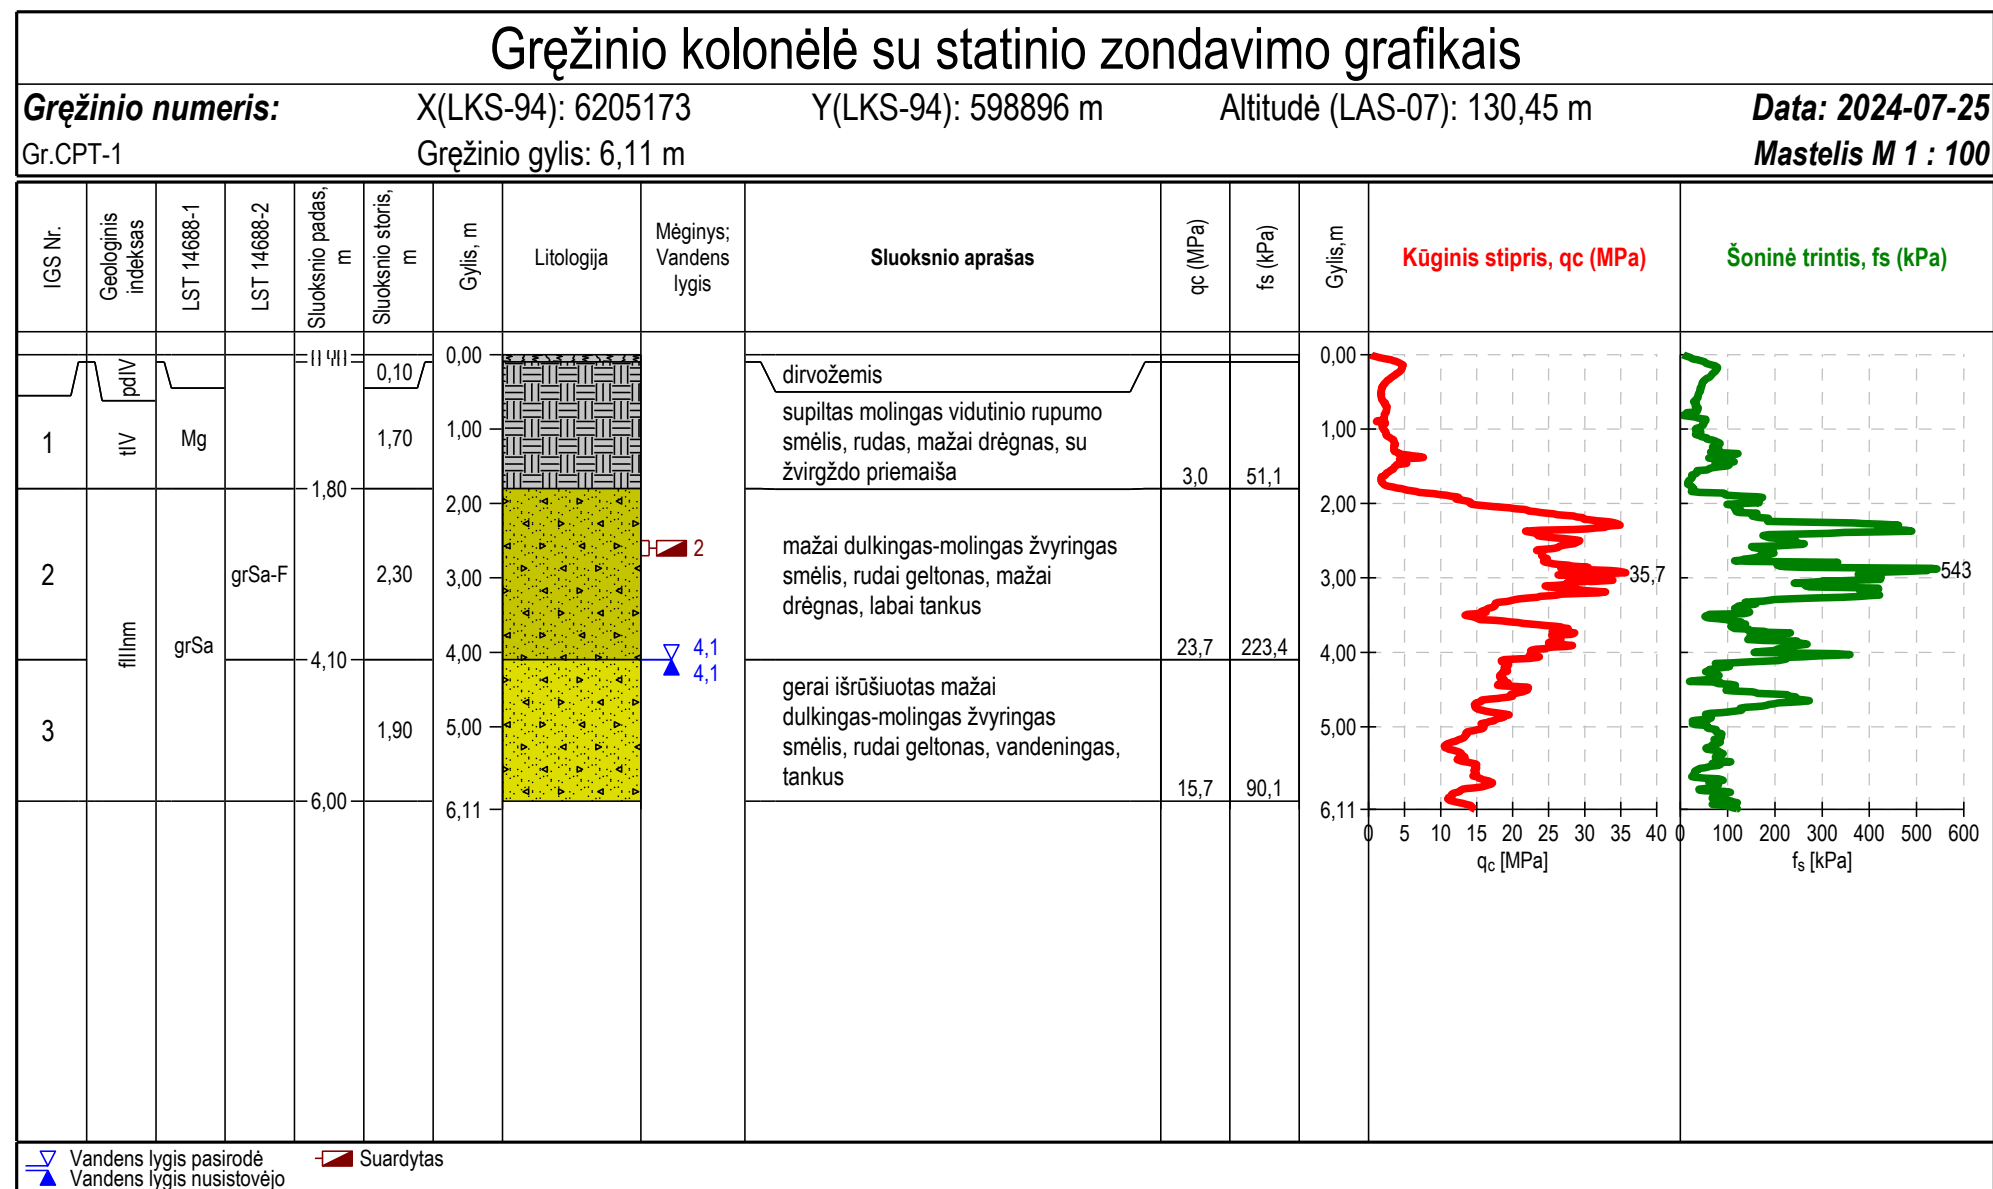 Gręžinio kolonėlė su statinio zondavimo grafikais
Gręžinio numeris: X(LKS-94): 6205173 Y(LKS-94): 598896 m Altitudė (LAS-07): 130,45 m Data: 2024-07-25
Gr.CPT-1 Gręžinio gylis: 6,11 m Mastelis M 1 : 100
IGS Nr.
Geologinis
indeksas
LST 14688-1
LST 14688-2
Sluoksnio padas,
m
Sluoksnio storis,
m
Gylis, m
Litologija
Mėginys;
Vandens
lygis
Sluoksnio aprašas
qc (MPa)
fs (kPa)
Gylis,m
Kūginis stipris, qc (MPa)
Šoninė trintis, fs (kPa)
pdIV
0,10
dirvožemis
1
tIV
Mg
1,80
1,70
supiltas molingas vidutinio rupumo
smėlis, rudas, mažai drėgnas, su
žvirgždo priemaiša
3,0 51,1
2
fIIInm
grSa
grSa-F
4,10
2,30
2
4,1
4,1
mažai dulkingas-molingas žvyringas
smėlis, rudai geltonas, mažai
drėgnas, labai tankus
23,7 223,4
3
6,00
1,90
gerai išrūšiuotas mažai
dulkingas-molingas žvyringas
smėlis, rudai geltonas, vandeningas,
tankus
15,7 90,1
0,00
1,00
2,00
3,00
4,00
5,00
6,11
0,00
1,00
2,00
3,00
4,00
5,00
6,11
35,7
543
0 5 10 15 20 25 30 35 40
qc [MPa]
0 100 200 300 400 500 600
fs [kPa]
Vandens lygis pasirodė
Vandens lygis nusistovėjo
Suardytas